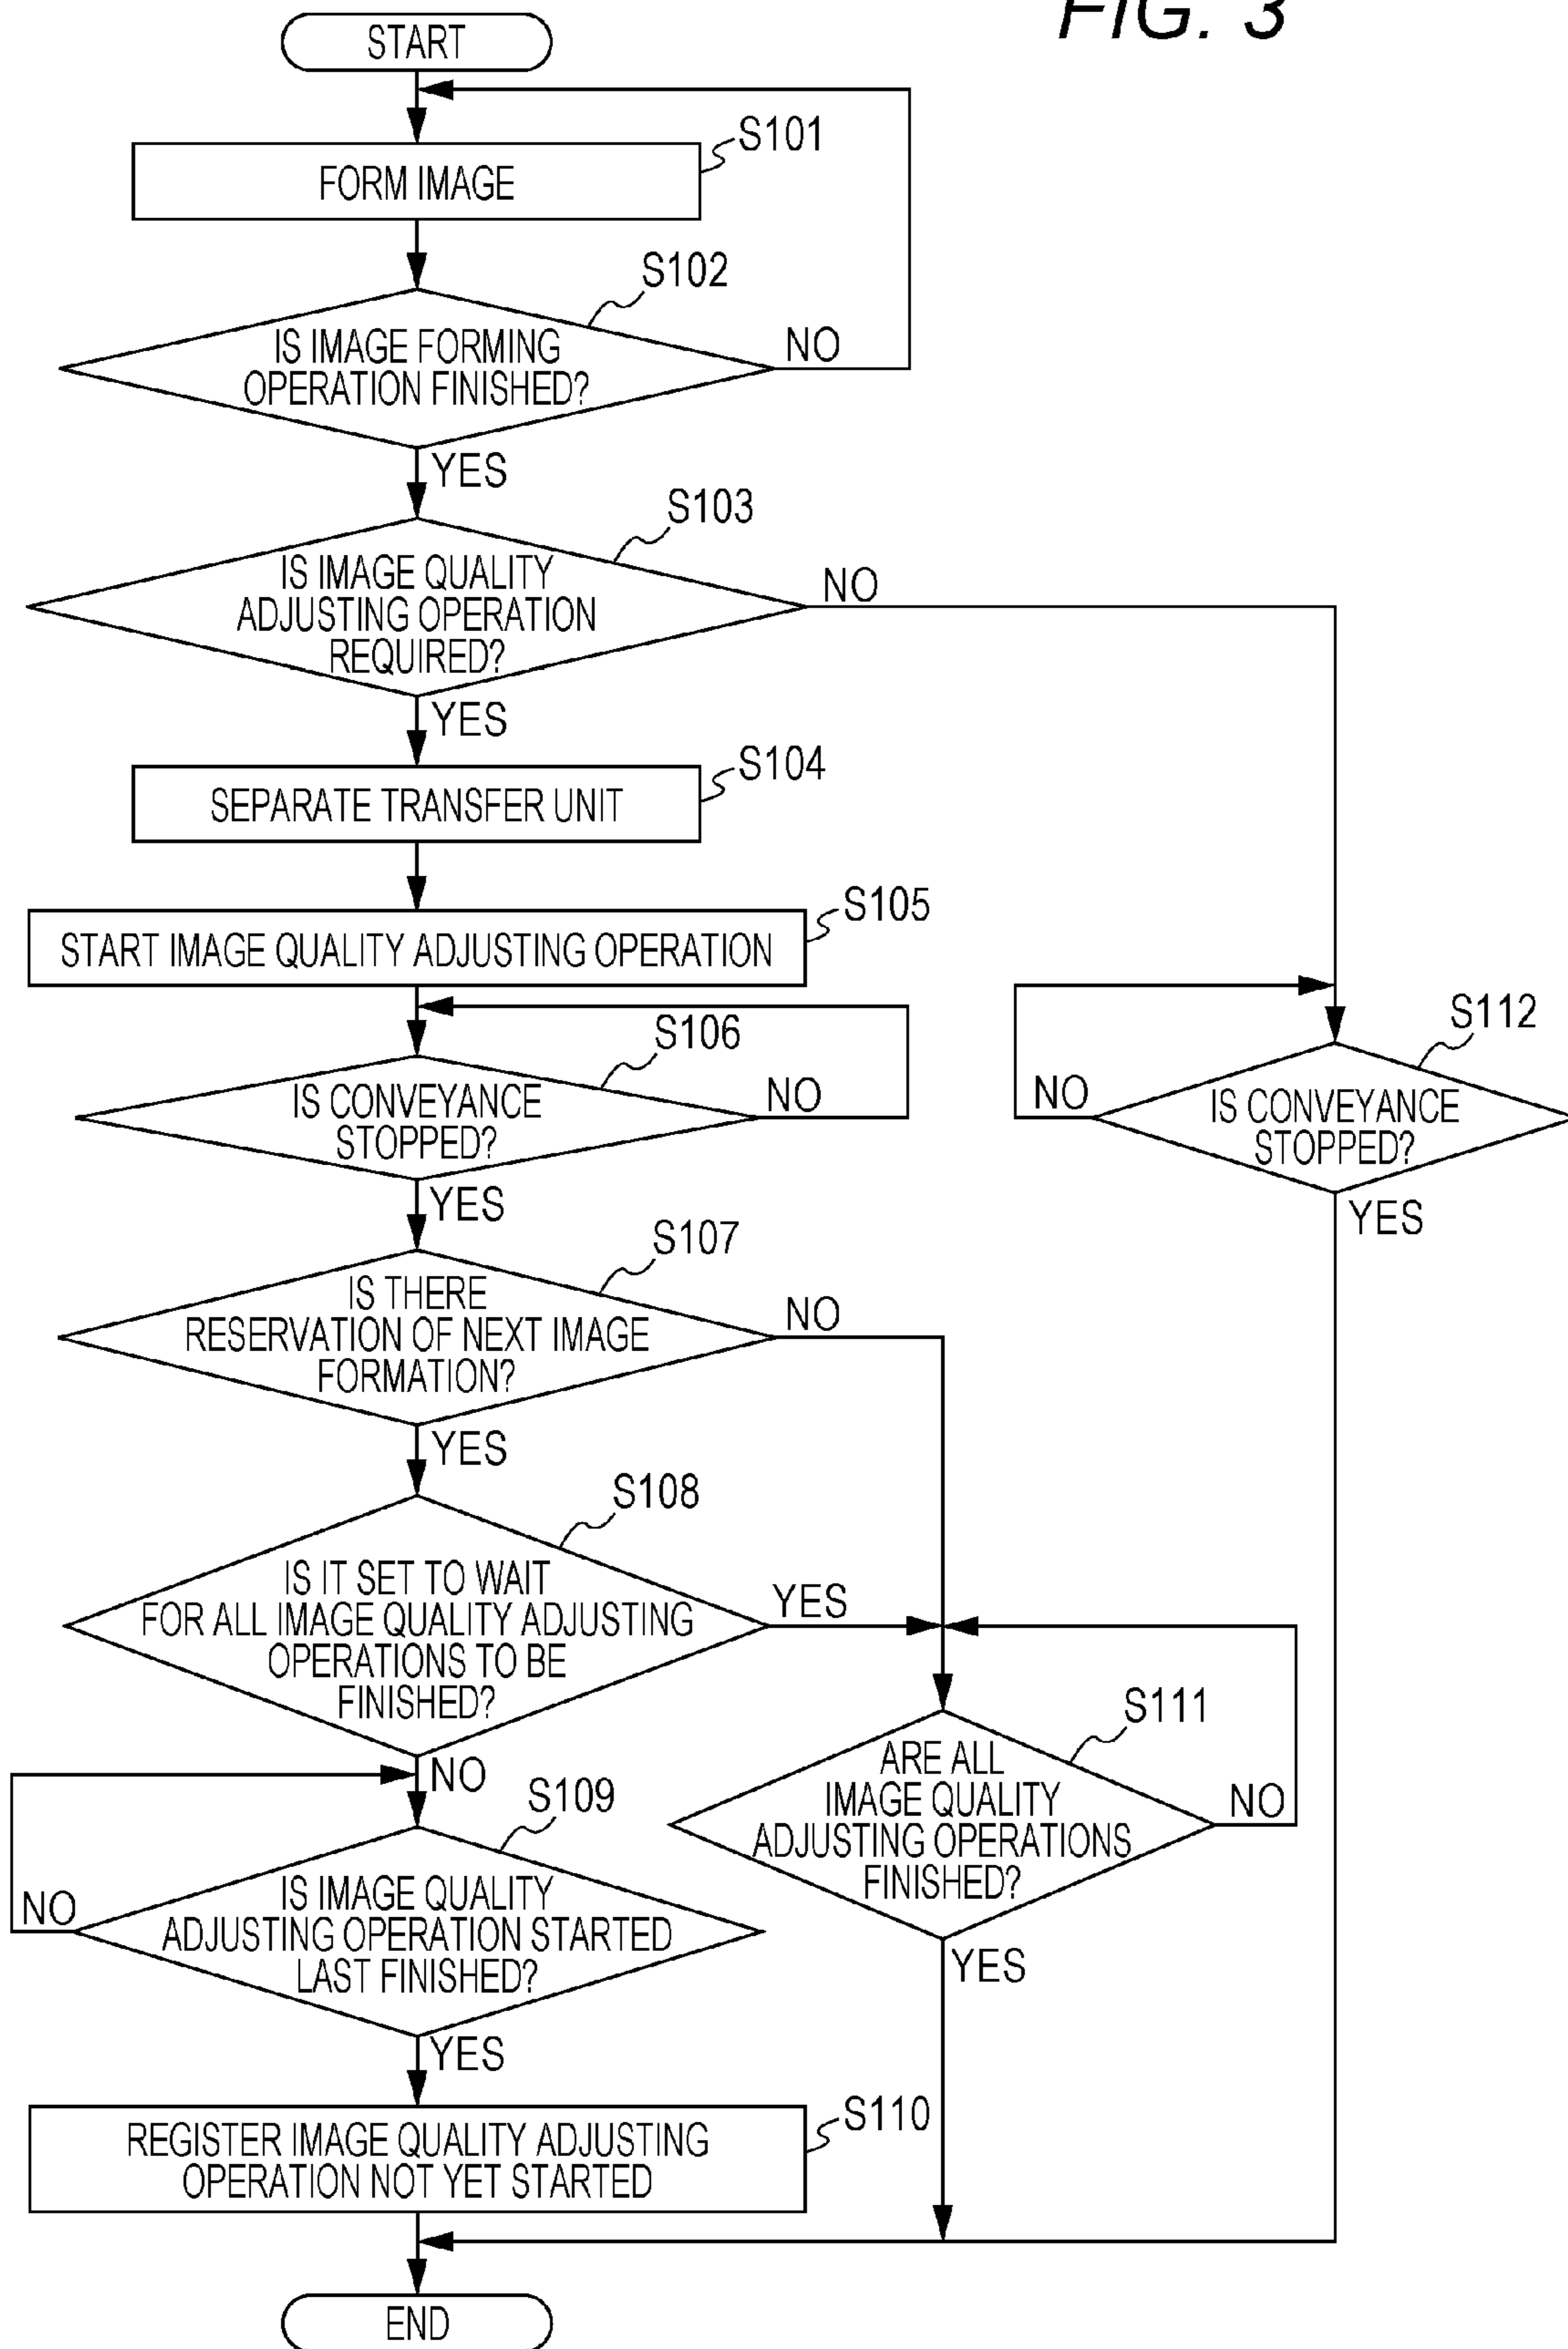 FIG. 3
START
S101
FORM IMAGE
S102
IS IMAGE FORMING
OPERATION FINISHED?
NO
YES
S103
IS IMAGE QUALITY
ADJUSTING OPERATION
REQUIRED?
NO
YES
S104
SEPARATE TRANSFER UNIT
S105
START IMAGE QUALITY ADJUSTING OPERATION
S106
IS CONVEYANCE
STOPPED?
NO
YES
S112
IS CONVEYANCE
STOPPED?
NO
YES
S107
IS THERE
RESERVATION OF NEXT IMAGE
FORMATION?
NO
YES
S108
IS IT SET TO WAIT
FOR ALL IMAGE QUALITY ADJUSTING
OPERATIONS TO BE
FINISHED?
YES
NO
S111
ARE ALL
IMAGE QUALITY
ADJUSTING OPERATIONS
FINISHED?
NO
YES
S109
IS IMAGE QUALITY
ADJUSTING OPERATION STARTED
LAST FINISHED?
NO
YES
S110
REGISTER IMAGE QUALITY ADJUSTING
OPERATION NOT YET STARTED
END